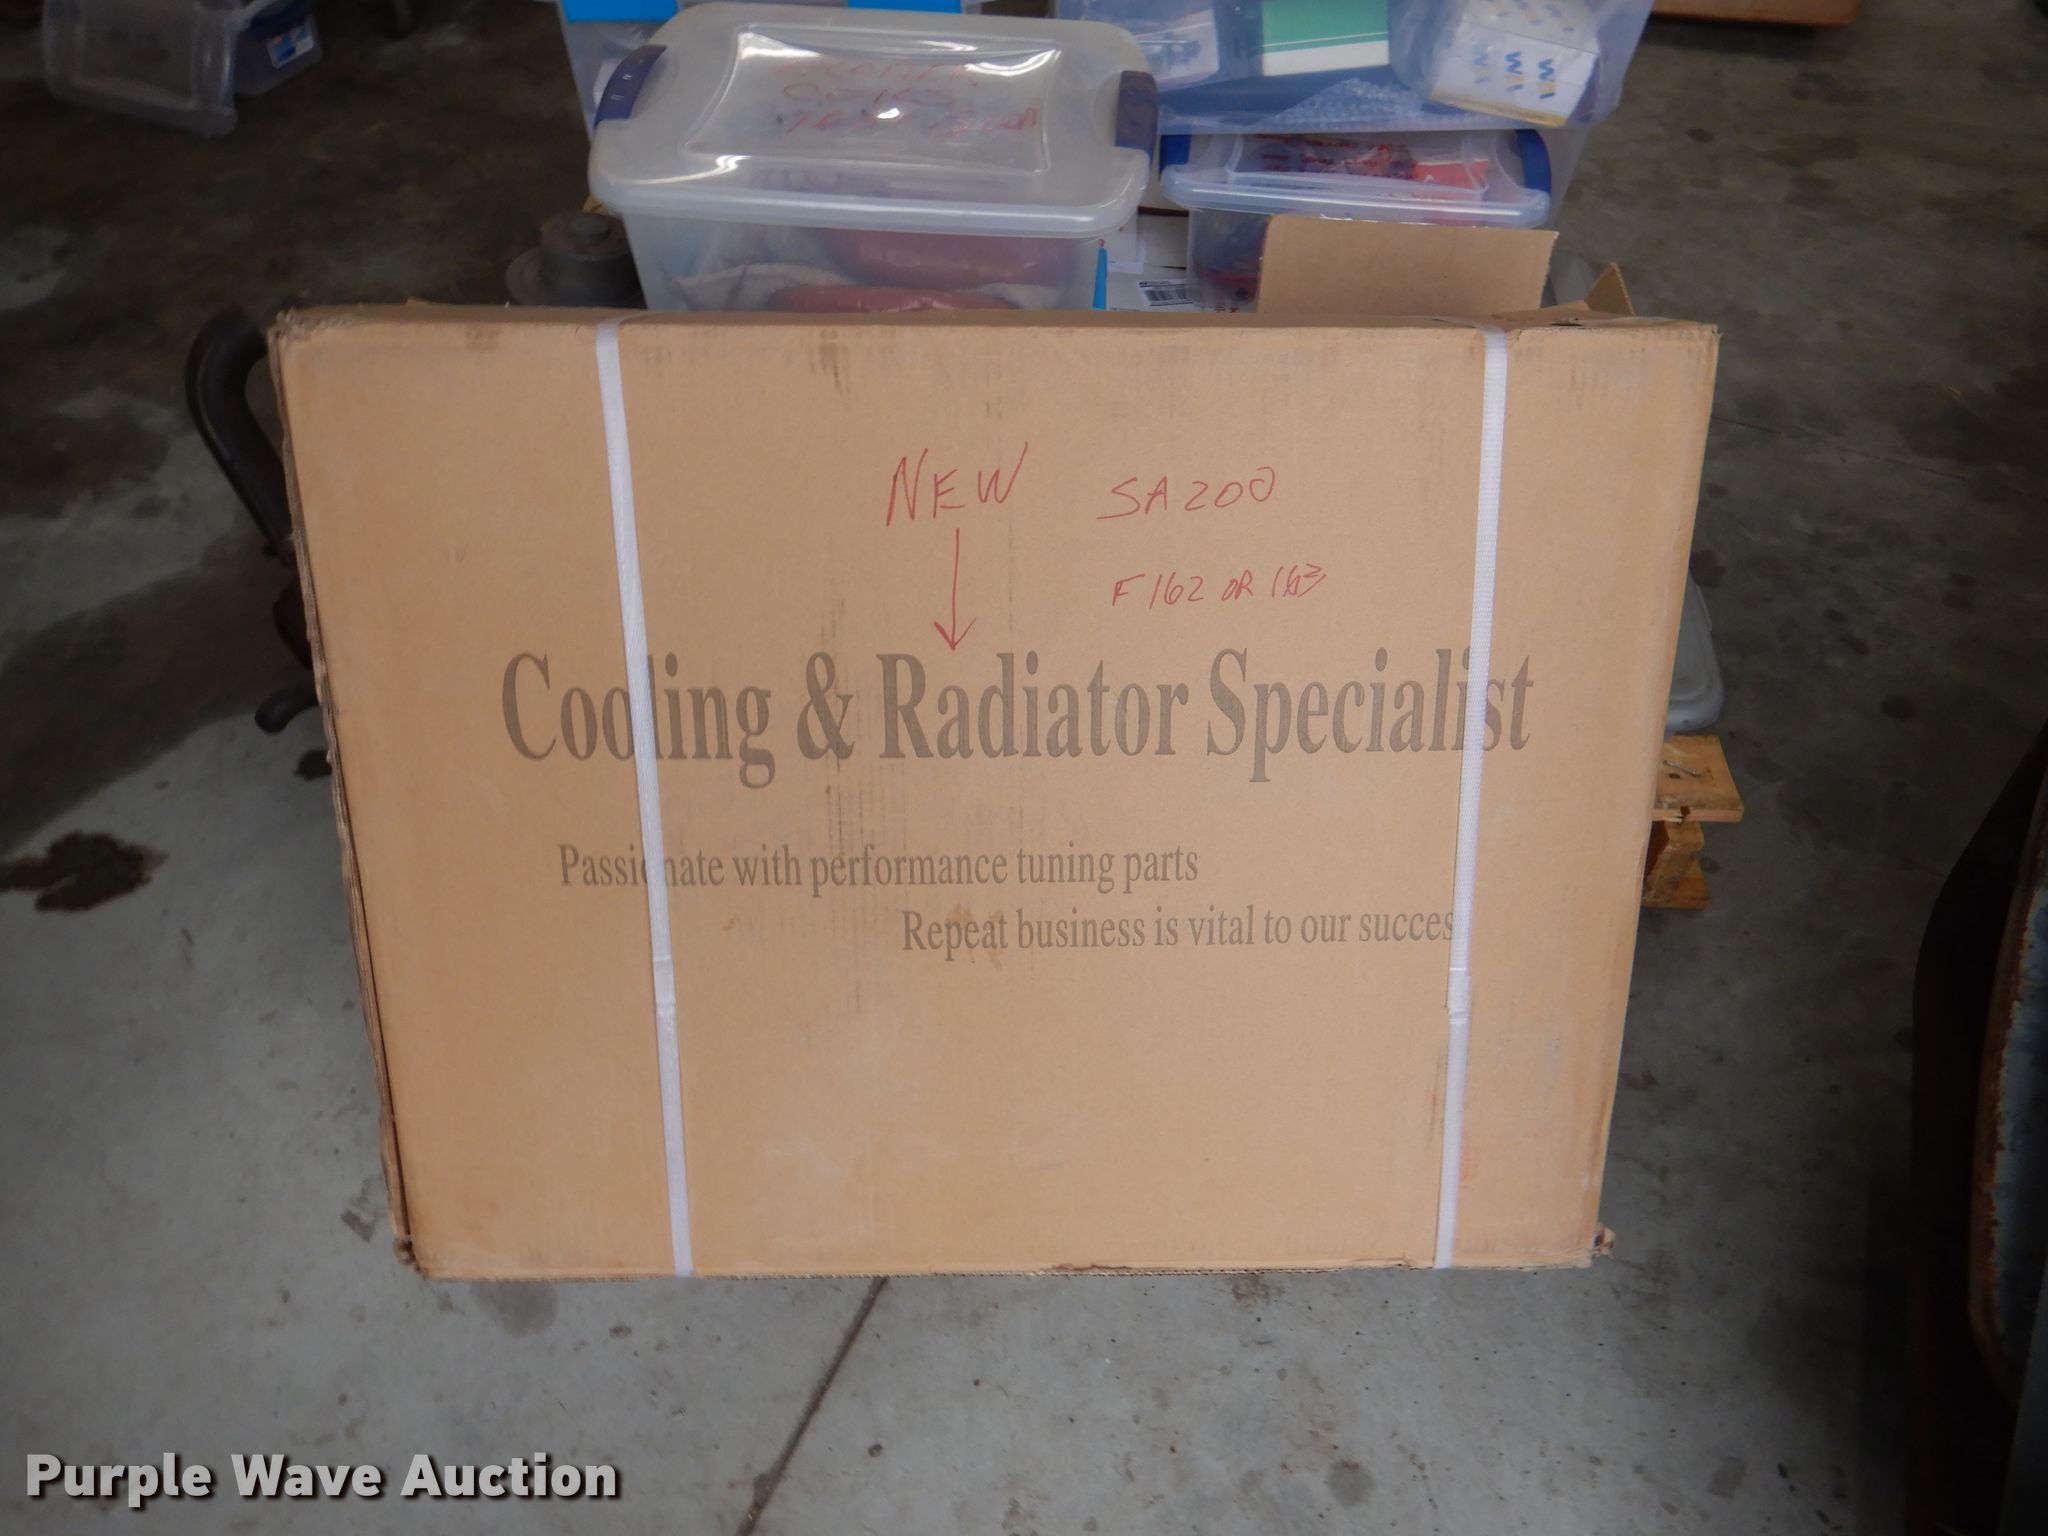 NEW SA200
F162 OR 163
Cooling & Radiator Specialist
Passionate with performance tuning parts
Repeat business is vital to our succes
Purple Wave Auction